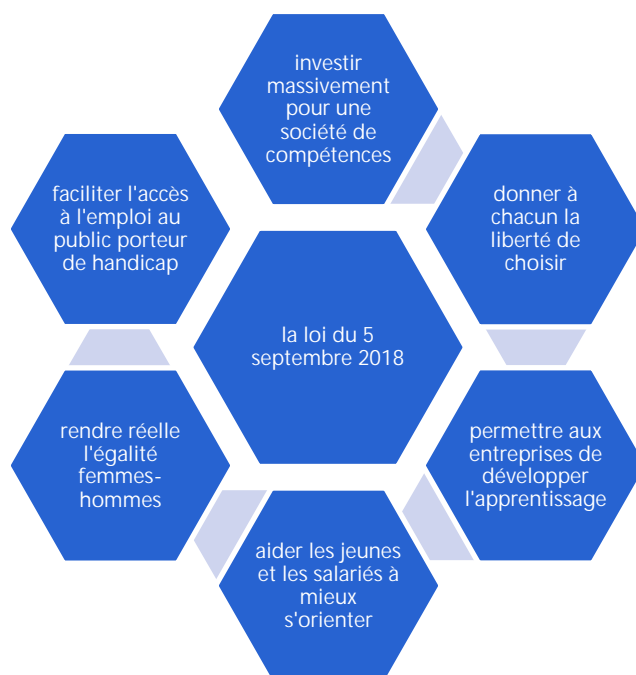 investir
massivement
pour une
société de
compétences
donner à
chacun la
liberté de
choisir
permettre aux
entreprises de
développer
l'apprentissage
aider les jeunes
et les salariés à
mieux
s'orienter
rendre réelle
l'égalité
femmes-
hommes
faciliter l'accès
à l'emploi au
public porteur
de handicap
la loi du 5
septembre 2018